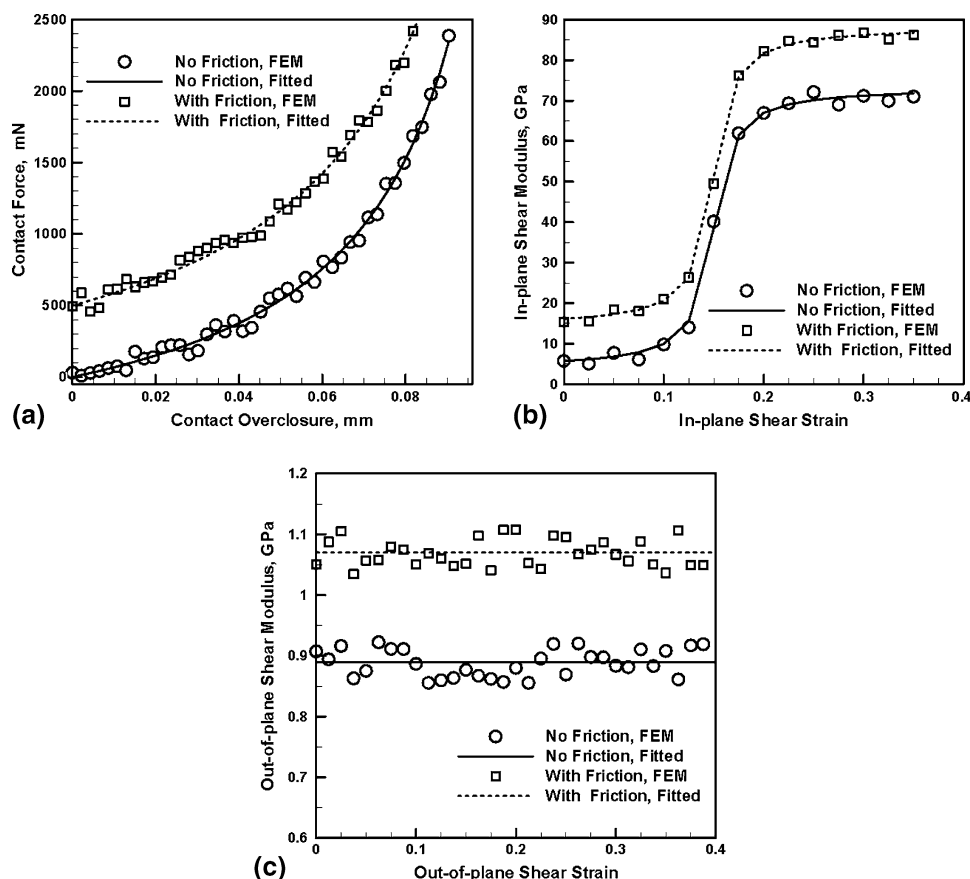 2500
2000
1500
1000
500
0
Contact Force, mN
No Friction, FEM
No Friction, Fitted
With Friction, FEM
With Friction, Fitted
0
0.02
0.04
0.06
0.08
Contact Overclosure, mm
(a)
90
80
70
60
50
40
30
20
10
0
In-plane Shear Modulus, GPa
No Friction, FEM
No Friction, Fitted
With Friction, FEM
With Friction, Fitted
0
0.1
0.2
0.3
0.4
In-plane Shear Strain
(b)
1.2
1.1
1
0.9
0.8
0.7
0.6
Out-of-plane Shear Modulus, GPa
No Friction, FEM
No Friction, Fitted
With Friction, FEM
With Friction, Fitted
0
0.1
0.2
0.3
0.4
Out-of-plane Shear Strain
(c)